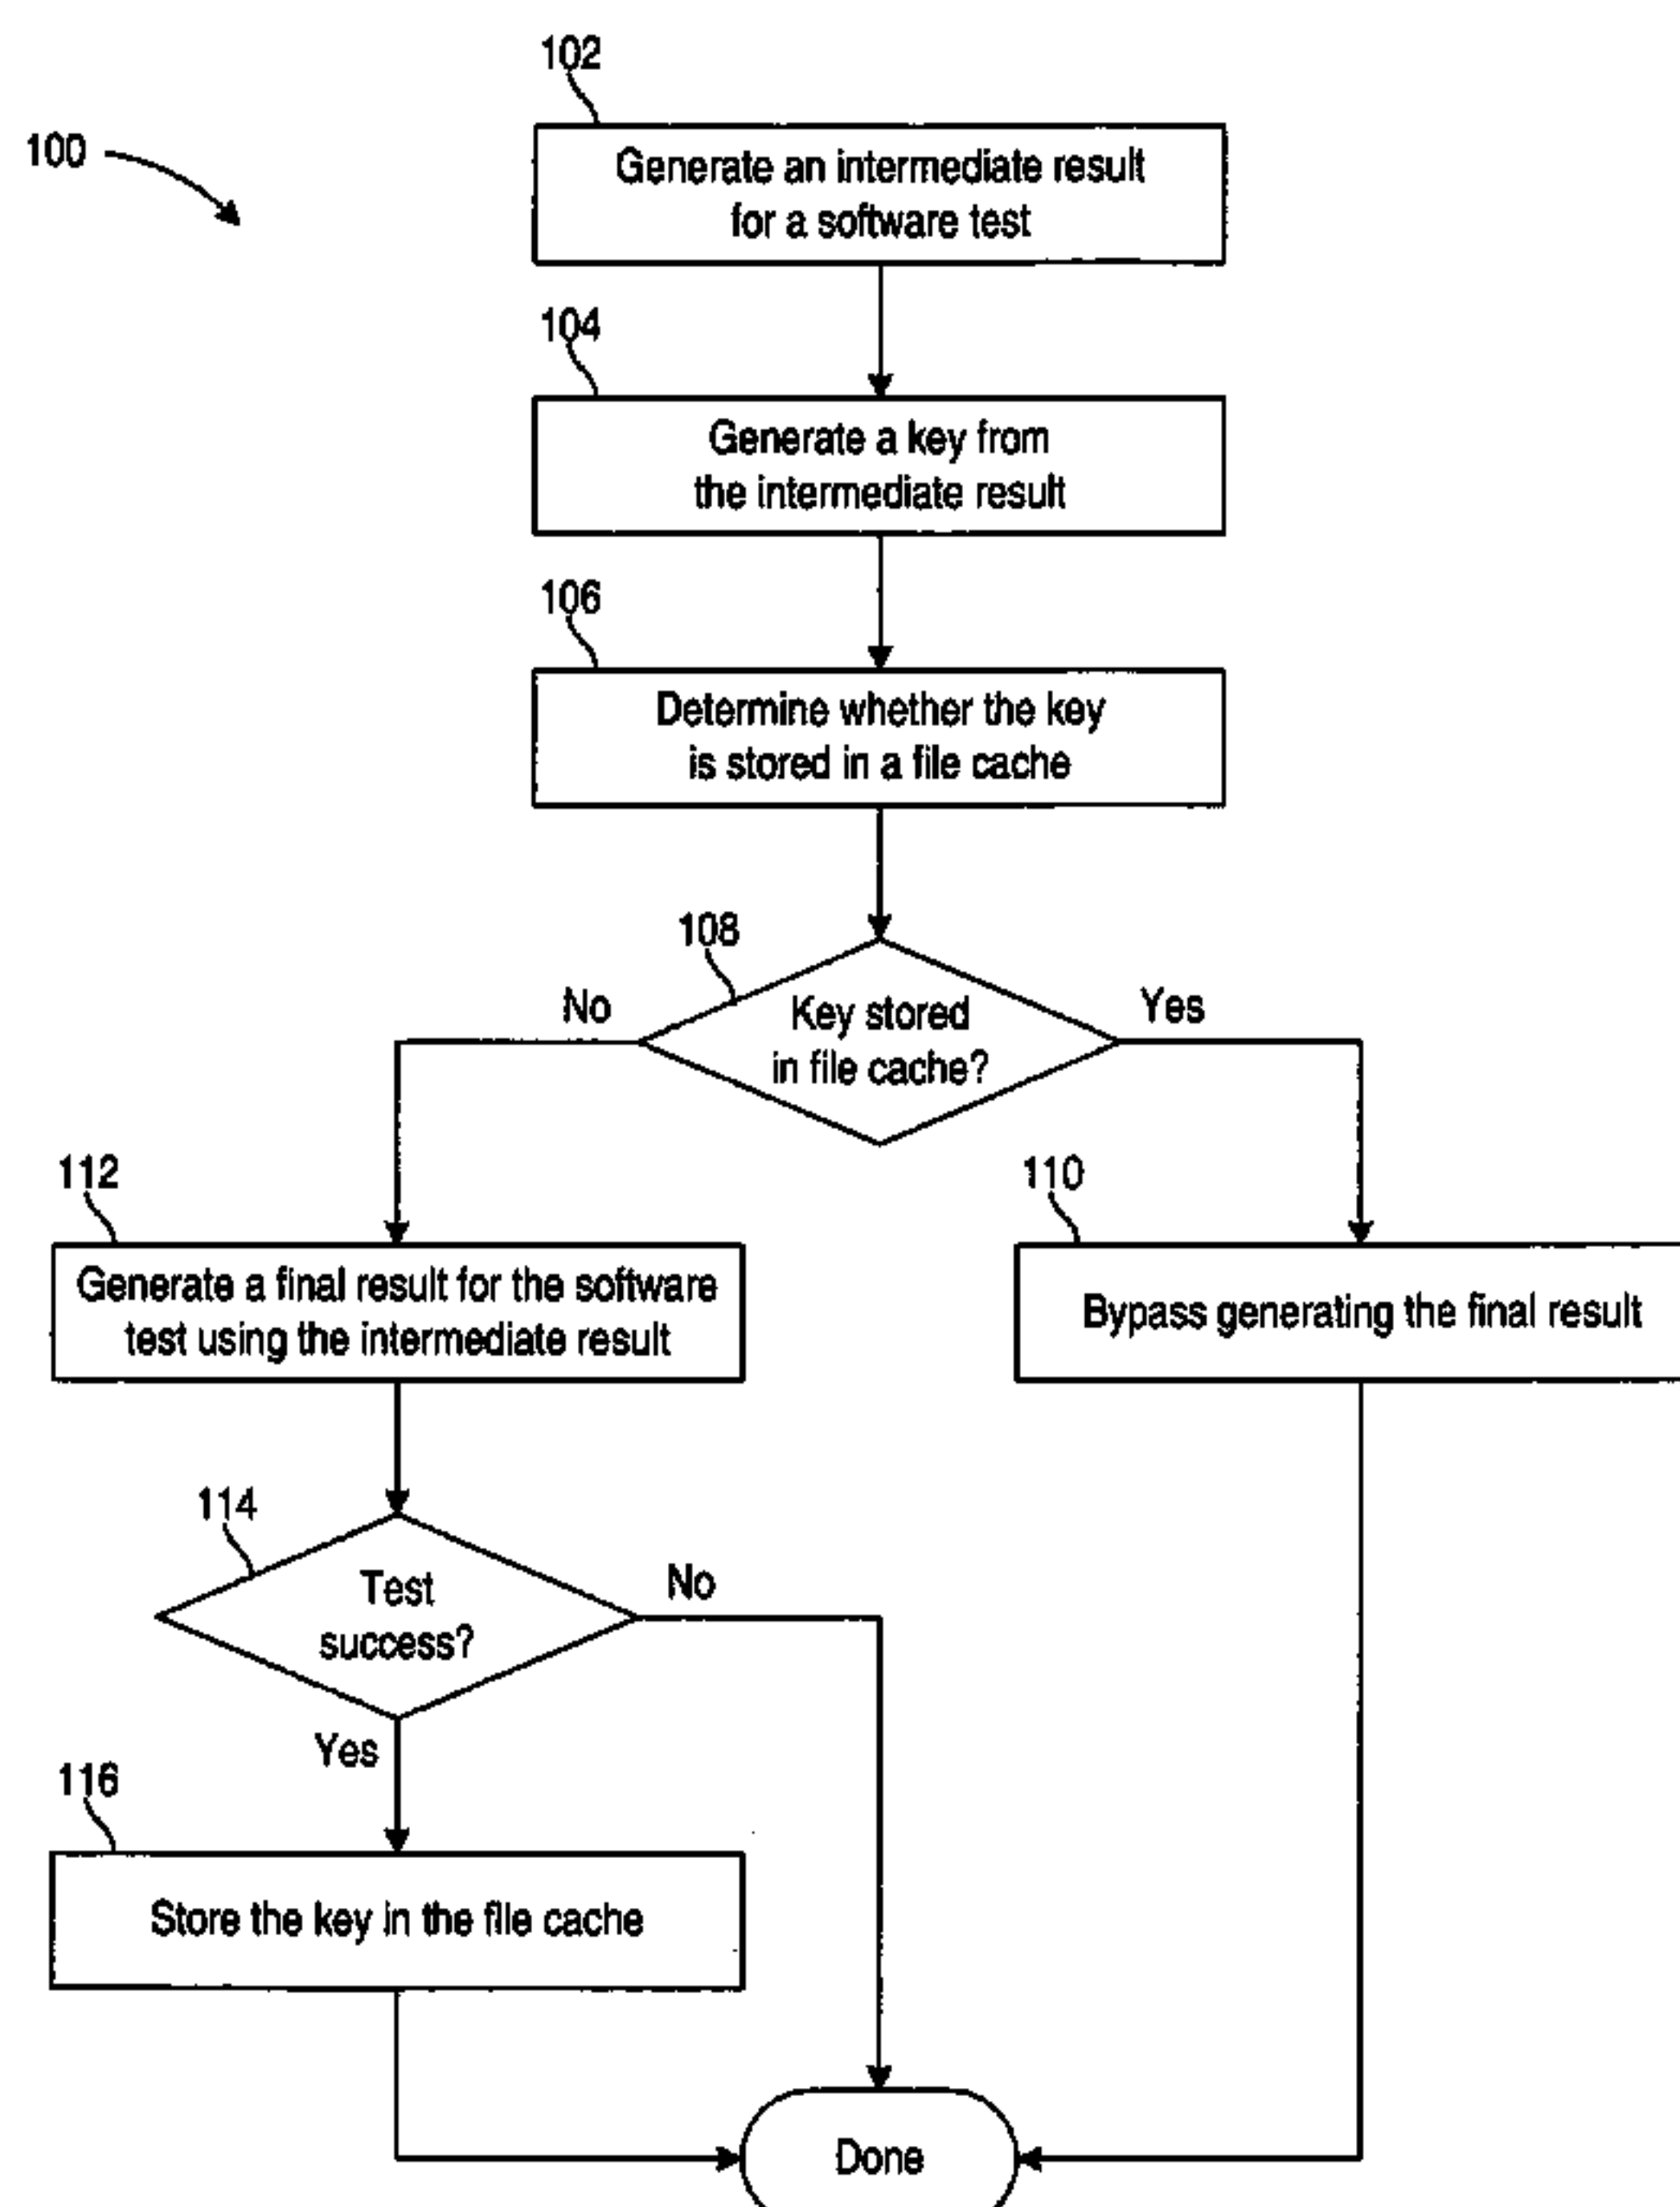 102
100
Generate an intermediate result
for a software test
104
Generate a key from
the intermediate result
106
Determine whether the key
is stored in a file cache
108
No
Key stored
in file cache?
Yes
112
110
Generate a final result for the software
test using the intermediate result
Bypass generating the final result
114
Test
success?
No
Yes
116
Store the key in the file cache
Done